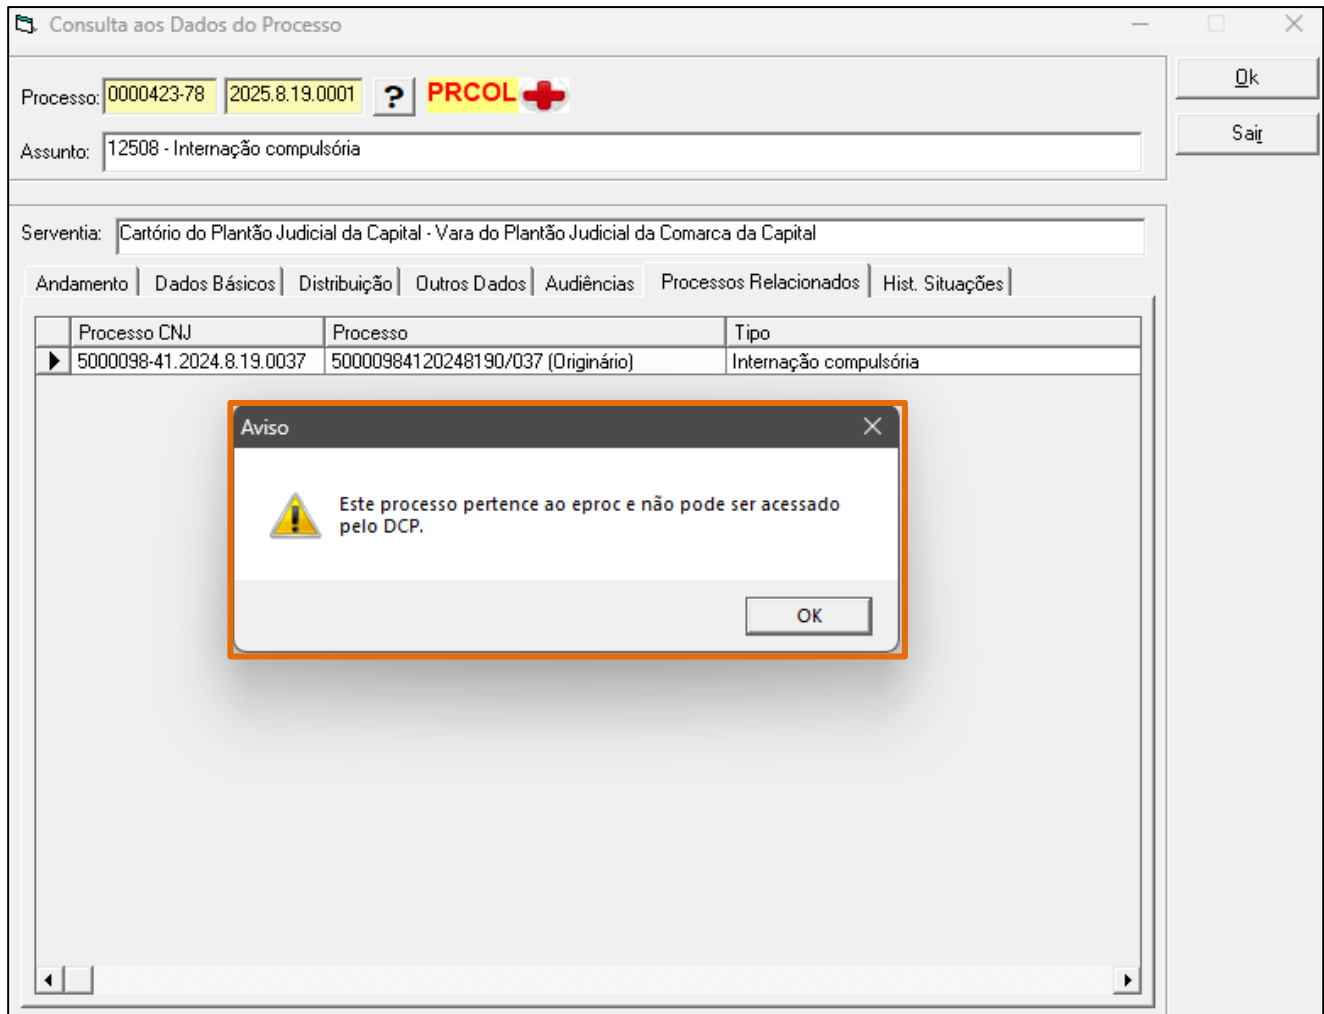 Consulta aos Dados do Processo
Processo: 0000423-78 2025.8.19.0001 ? PRCOL
Ok
Assunto: 12508 - Internação compulsória
Sair
Serventia: Cartório do Plantão Judicial da Capital - Vara do Plantão Judicial da Comarca da Capital
Andamento Dados Básicos Distribuição Outros Dados Audiências Processos Relacionados Hist. Situações
Processo CNJ Processo Tipo
5000098-41.2024.8.19.0037 50000984120248190/037 (Originário) Internação compulsória
Aviso
Este processo pertence ao eproc e não pode ser acessado
pelo DCP.
OK